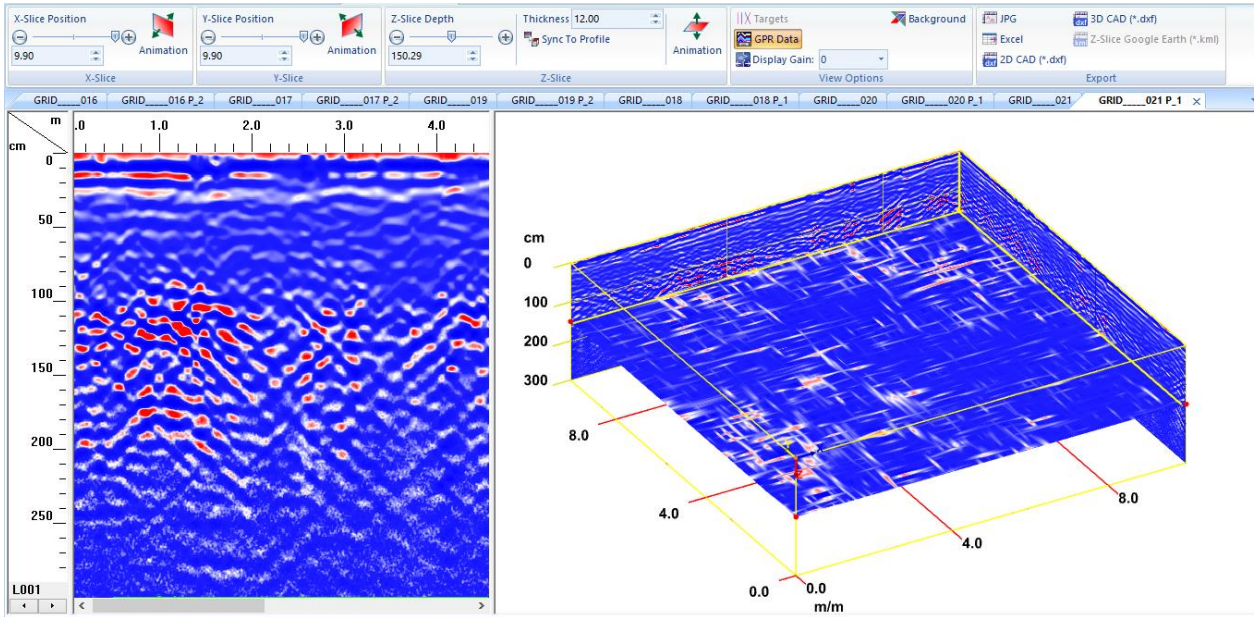 X-Slice Position
9.90
Animation
X-Slice
Y-Slice Position
9.90
Animation
Y-Slice
Z-Slice Depth
150.29
Thickness 12.00
Sync To Profile
Animation
Z-Slice
Targets
Background
GPR Data
Display Gain: 0
View Options
JPG
3D CAD (*.dxf)
Excel
Z-Slice Google Earth (*.kml)
2D CAD (*.dxf)
Export
GRID_____016 GRID_____016 P_2 GRID_____017 GRID_____017 P_2 GRID_____019 GRID_____019 P_2 GRID_____018 GRID_____018 P_1 GRID_____020 GRID_____020 P_1 GRID_____021 GRID_____021 P_1
m
cm
.0 1.0 2.0 3.0 4.0
0
50
100
150
200
250
L001
cm
0
100
200
300
8.0
4.0
0.0
0.0
4.0
8.0
m/m
Y
X
Z